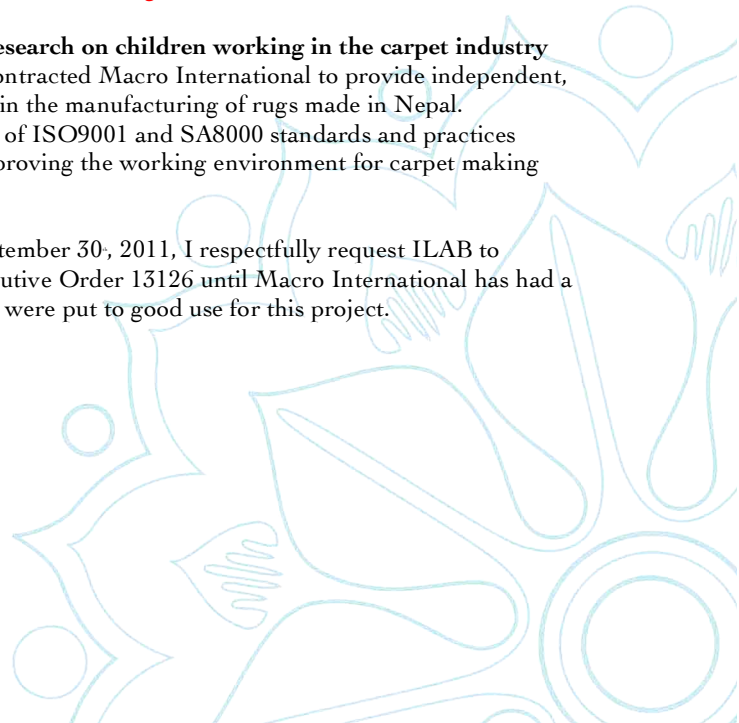 esearch on children working in the carpet industry
ontracted Macro International to provide independent,
in the manufacturing of rugs made in Nepal.
of ISO9001 and SA8000 standards and practices
proving the working environment for carpet making
tember 30, 2011, I respectfully request ILAB to
utive Order 13126 until Macro International has had a
were put to good use for this project.